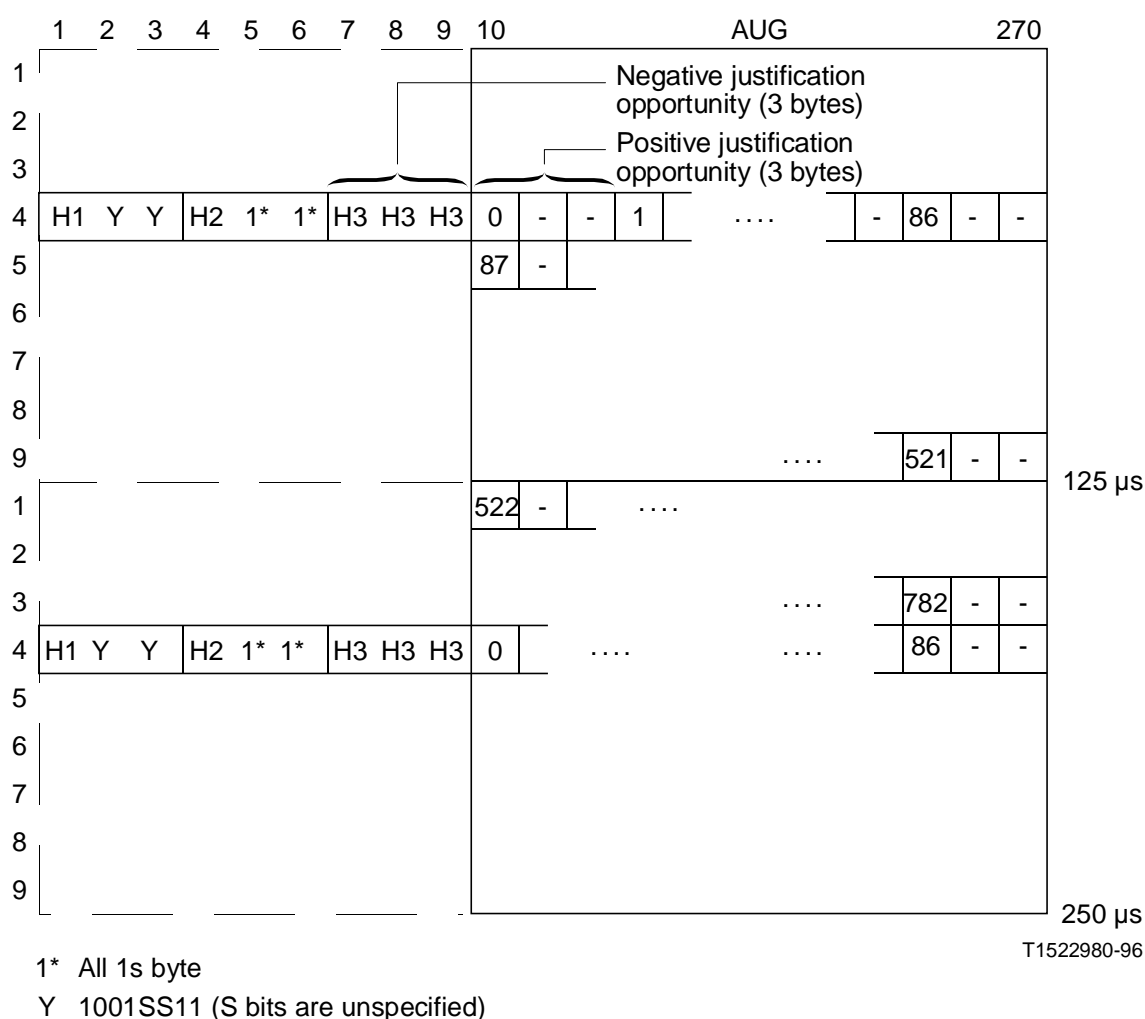 1 2 3 4 5 6 7 8 9 10 AUG 270
1
Negative justification
opportunity (3 bytes)
2
Positive justification
opportunity (3 bytes)
3
4 H1 Y Y H2 1* 1* H3 H3 H3 0 - - 1 .... - 86 - -
5 87 -
6
7
8
9 .... 521 - -
125 µs
1 522 - ....
2
3 .... 782 - -
4 H1 Y Y H2 1* 1* H3 H3 H3 0 .... .... 86 - -
5
6
7
8
9
250 µs
T1522980-96
1* All 1s byte
Y 1001SS11 (S bits are unspecified)